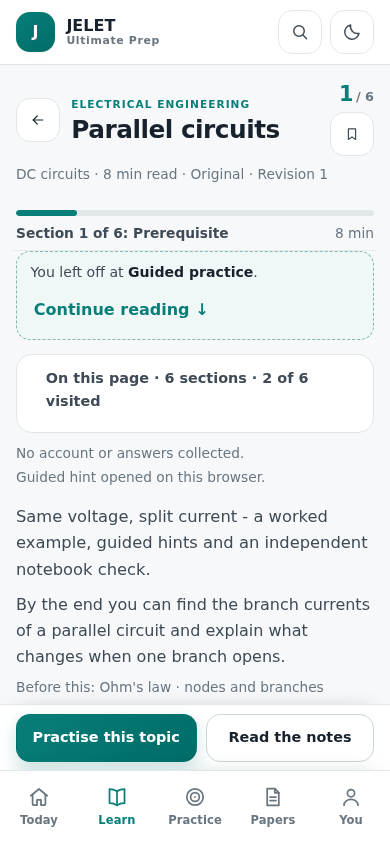 J
JELET
Ultimate Prep
ELECTRICAL ENGINEERING
Parallel circuits
1 / 6
DC circuits · 8 min read · Original · Revision 1
Section 1 of 6: Prerequisite
8 min
You left off at Guided practice.
Continue reading ↓
On this page · 6 sections · 2 of 6
visited
No account or answers collected.
Guided hint opened on this browser.
Same voltage, split current - a worked
example, guided hints and an independent
notebook check.
By the end you can find the branch currents
of a parallel circuit and explain what
changes when one branch opens.
Before this: Ohm's law · nodes and branches
Practise this topic
Read the notes
Today
Learn
Practice
Papers
You